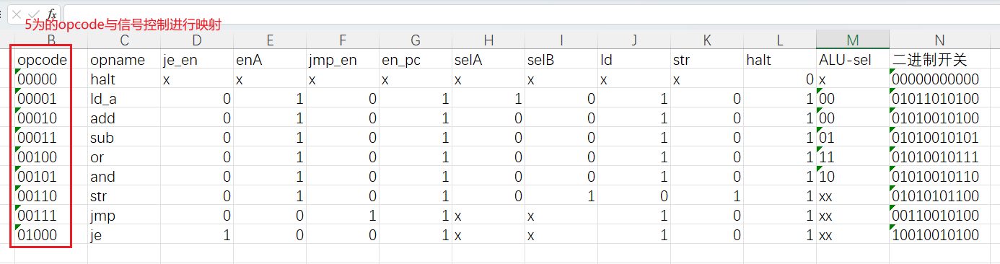 fx
5为的opcode与信号控制进行映射
B C D E F G H I J K L M N
opcode opname je_en enA jmp_en en_pc selA selB ld str halt ALU-sel 二进制开关
00000 halt x x x x x x x x 0 x 00000000000
00001 ld_a 0 1 0 1 1 0 1 0 1 00 01011010100
00010 add 0 1 0 1 0 0 1 0 1 00 01010010100
00011 sub 0 1 0 1 0 0 1 0 1 01 01010010101
00100 or 0 1 0 1 0 0 1 0 1 11 01010010111
00101 and 0 1 0 1 0 0 1 0 1 10 01010010110
00110 str 0 1 0 1 0 1 0 1 1 xx 01010101100
00111 jmp 0 0 1 1 x x 1 0 1 xx 00110010100
01000 je 1 0 0 1 x x 1 0 1 xx 10010010100